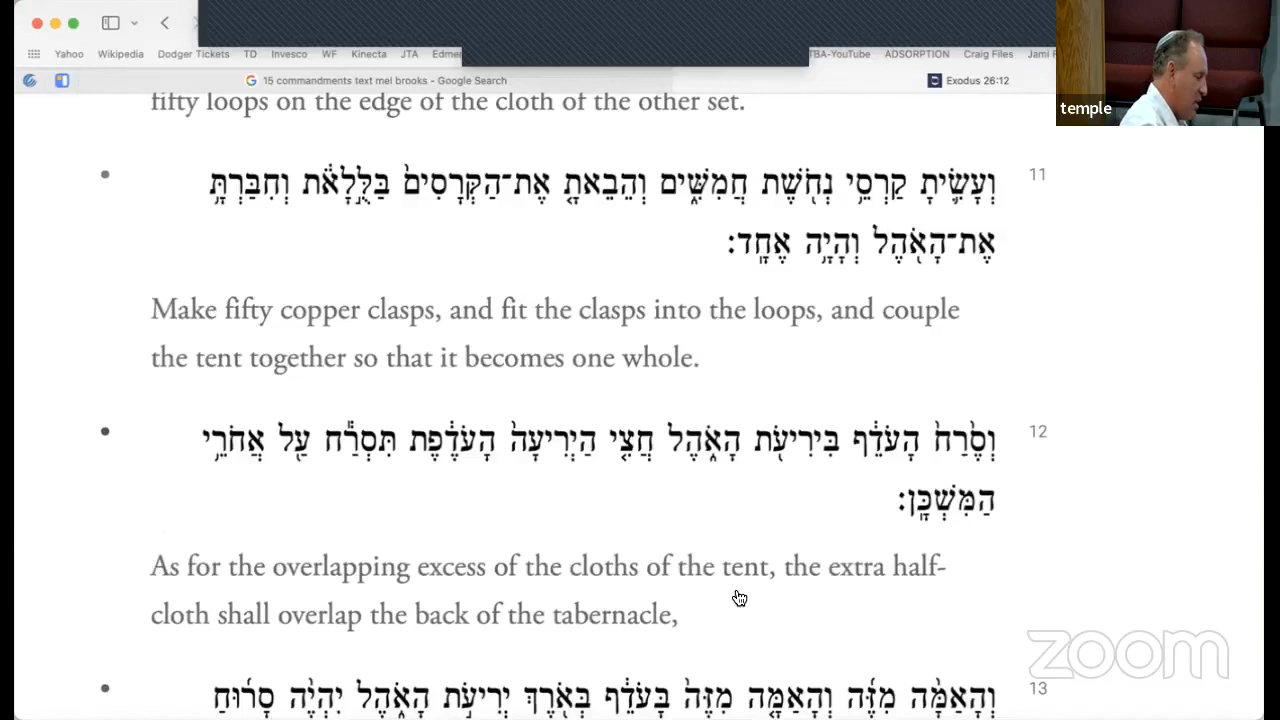 Yahoo Wikipedia Dodger Tickets TD Invesco WF Kinecta JTA TBA-YouTube ADSORPTION Craig Files
15 commandments text mel brooks - Google Search Exodus 26:12
temple
fifty loops on the edge of the cloth of the other set.
וְעָשִׂ֛יתָ קַרְסֵ֥י נְחֹ֖שֶׁת חֲמִשִּׁ֑ים וְהֵבֵאתָ֤ אֶת־הַקְּרָסִים֙ בַּלֻּ֣לָאֹ֔ת וְחִבַּרְתָּ֥ 11
אֶת־הָאֹ֖הֶל וְהָיָ֥ה אֶחָֽד׃
Make fifty copper clasps, and fit the clasps into the loops, and couple
the tent together so that it becomes one whole.
וְסֶ֙רַח֙ הָעֹדֵ֔ף בִּירִיעֹ֖ת הָאֹ֑הֶל חֲצִ֤י הַיְרִיעָה֙ הָעֹדֶ֔פֶת תִּסְרַ֕ח עַ֖ל אֲחֹרֵ֥י 12
הַמִּשְׁכָּֽן׃
As for the overlapping excess of the cloths of the tent, the extra half-
cloth shall overlap the back of the tabernacle,
וְהָאַמָּ֨ה מִזֶּ֜ה וְהָאַמָּ֤ה מִזֶּה֙ בָּעֹדֵ֔ף בְּאֹ֖רֶךְ יְרִיעֹ֣ת הָאֹ֑הֶל יִהְיֶ֨ה סָר֜וּחַ 13
zoom